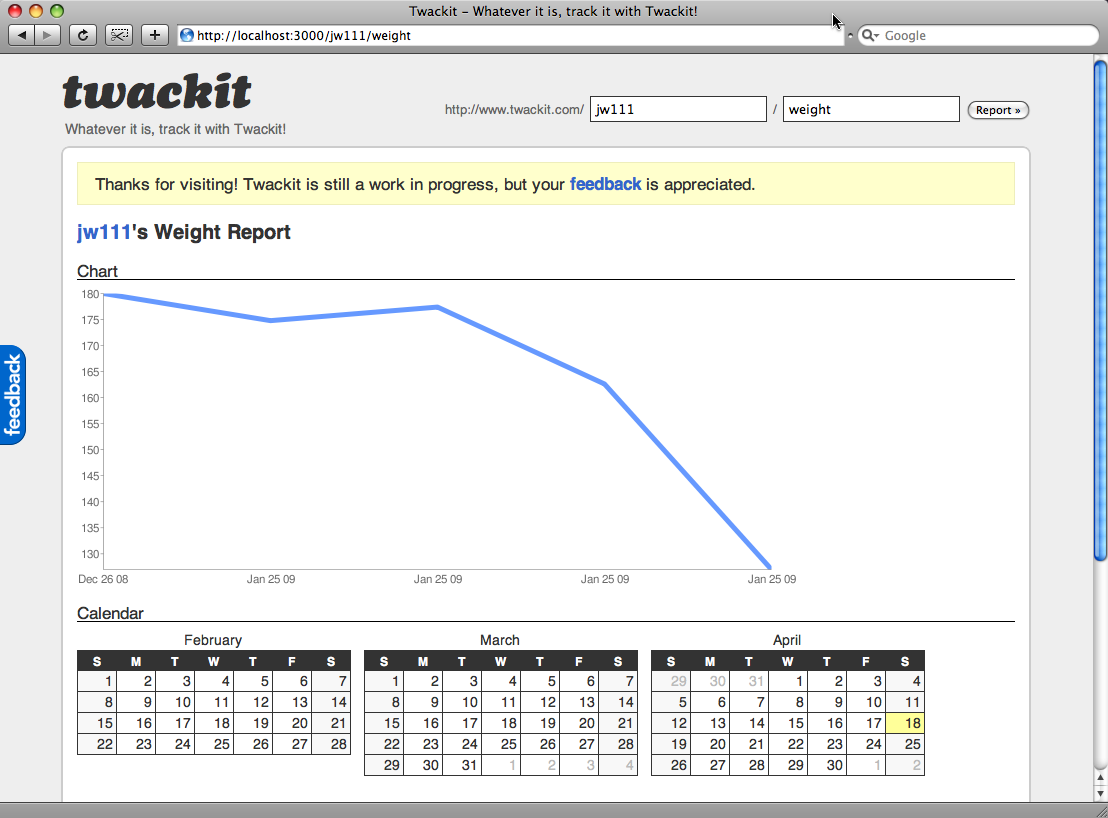 Twackit – Whatever it is, track it with Twackit!
http://localhost:3000/jw111/weight
Google
twackit
Whatever it is, track it with Twackit!
http://www.twackit.com/ jw111 / weight Report »
Thanks for visiting! Twackit is still a work in progress, but your feedback is appreciated.
jw111's Weight Report
Chart
180
175
170
165
160
155
150
145
140
135
130
Dec 26 08 Jan 25 09 Jan 25 09 Jan 25 09 Jan 25 09
feedback
Calendar
February
S M T W T F S
1 2 3 4 5 6 7
8 9 10 11 12 13 14
15 16 17 18 19 20 21
22 23 24 25 26 27 28
March
S M T W T F S
1 2 3 4 5 6 7
8 9 10 11 12 13 14
15 16 17 18 19 20 21
22 23 24 25 26 27 28
29 30 31 1 2 3 4
April
S M T W T F S
29 30 31 1 2 3 4
5 6 7 8 9 10 11
12 13 14 15 16 17 18
19 20 21 22 23 24 25
26 27 28 29 30 1 2